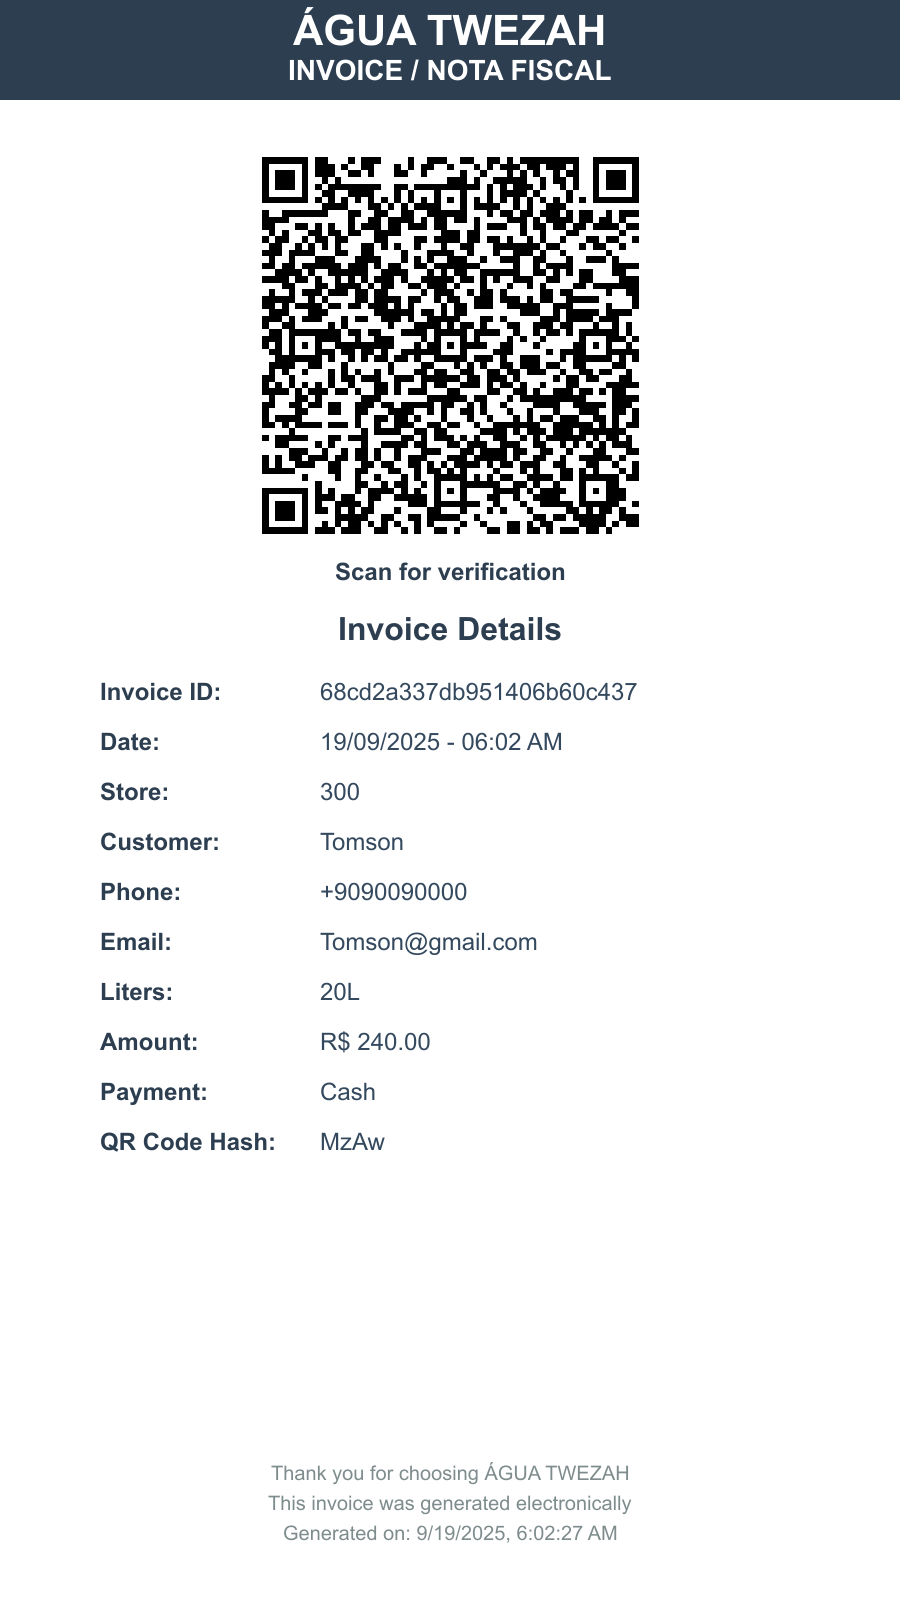 ÁGUA TWEZAH
INVOICE / NOTA FISCAL
Scan for verification
Invoice Details
Invoice ID: 68cd2a337db951406b60c437
Date: 19/09/2025 - 06:02 AM
Store: 300
Customer: Tomson
Phone: +9090090000
Email: Tomson@gmail.com
Liters: 20L
Amount: R$ 240.00
Payment: Cash
QR Code Hash: MzAw
Thank you for choosing ÁGUA TWEZAH
This invoice was generated electronically
Generated on: 9/19/2025, 6:02:27 AM